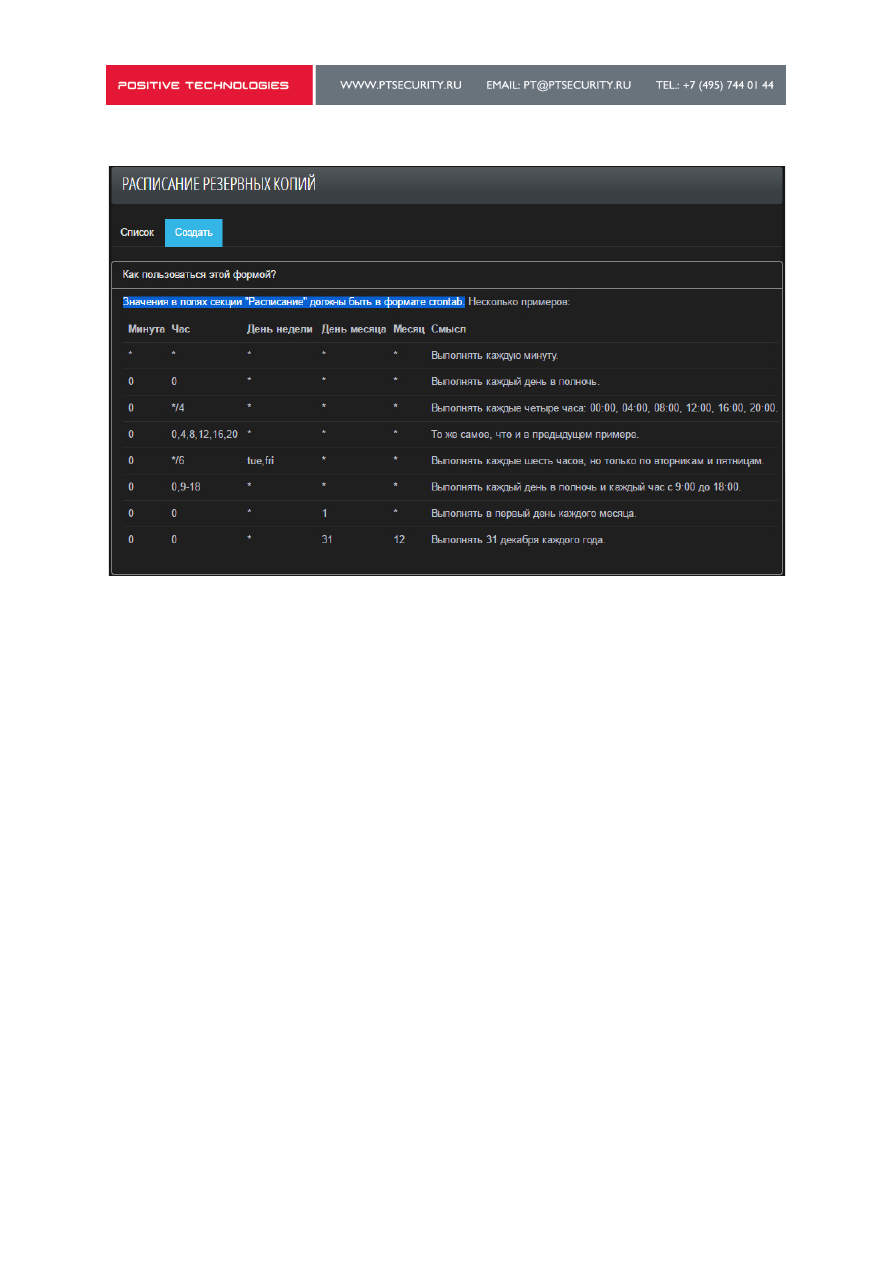 POSITIVE TECHNOLOGIES WWW.PTSECURITY.RU EMAIL: PT@PTSECURITY.RU TEL.: +7 (495) 744 01 44
РАСПИСАНИЕ РЕЗЕРВНЫХ КОПИЙ
Список Создать
Как пользоваться этой формой?
Значения в полях секции "Расписание" должны быть в формате crontab. Несколько примеров:
Минута Час День недели День месяца Месяц Смысл
* * * * * Выполнять каждую минуту.
0 0 * * * Выполнять каждый день в полночь.
0 */4 * * * Выполнять каждые четыре часа: 00:00, 04:00, 08:00, 12:00, 16:00, 20:00.
0 0,4,8,12,16,20 * * * То же самое, что и в предыдущем примере.
0 */6 tue,fri * * Выполнять каждые шесть часов, но только по вторникам и пятницам.
0 0,9-18 * * * Выполнять каждый день в полночь и каждый час с 9:00 до 18:00.
0 0 * 1 * Выполнять в первый день каждого месяца.
0 0 * 31 12 Выполнять 31 декабря каждого года.